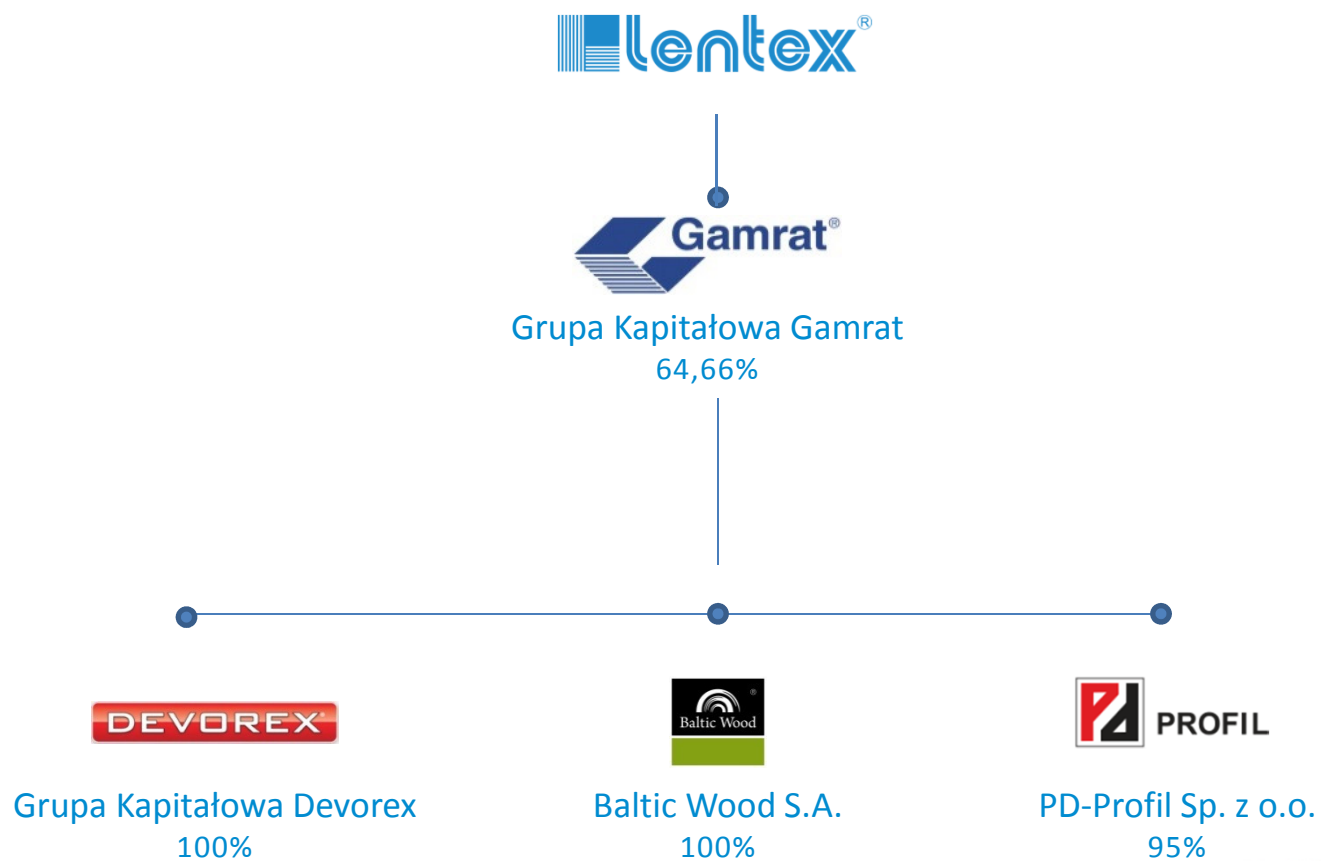 lentex®
Gamrat®
Grupa Kapitałowa Gamrat
64,66%
DEVOREX®
Baltic Wood ®
PD PROFIL
Grupa Kapitałowa Devorex
100%
Baltic Wood S.A.
100%
PD-Profil Sp. z o.o.
95%